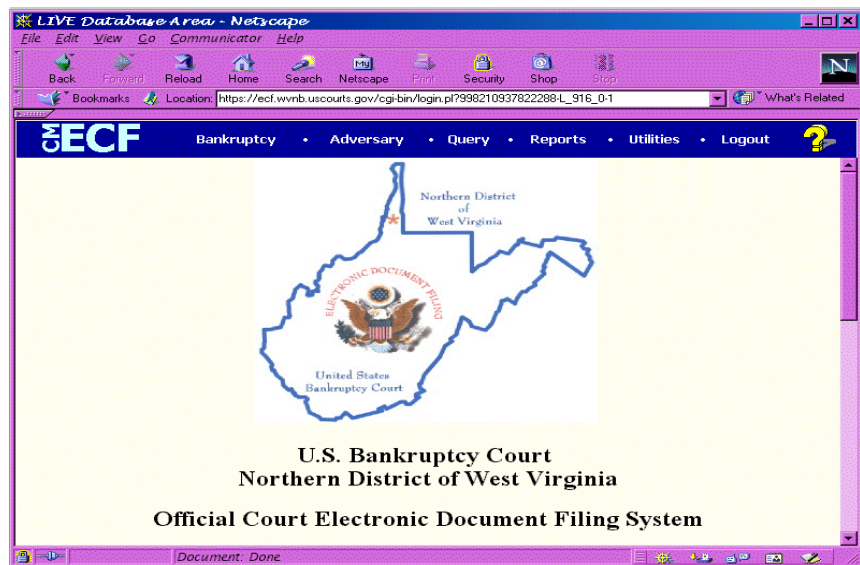 LIVE Database Area - Netscape
File Edit View Go Communicator Help
Back Forward Reload Home Search Netscape Print Security Shop Stop
N
Bookmarks Location: https://ecf.wvnb.uscourts.gov/cgi-bin/login.pl?998210937822288-L_916_0-1 What's Related
CM ECF Bankruptcy • Adversary • Query • Reports • Utilities • Logout ?
Northern District
of
West Virginia
ELECTRONIC DOCUMENT FILING
United States
Bankruptcy Court
U.S. Bankruptcy Court
Northern District of West Virginia
Official Court Electronic Document Filing System
Document: Done